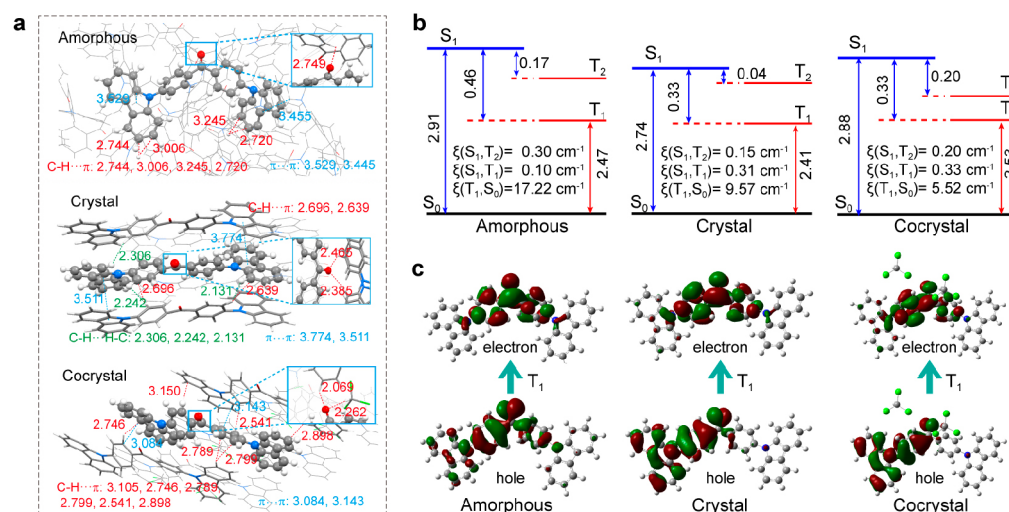 a
Amorphous
2.749
3.529
3.455
3.245
2.720
2.744
3.006
C-H···π: 2.744, 3.006, 3.245, 2.720
π···π: 3.529, 3.445
Crystal
C-H···π: 2.696, 2.639
3.774
2.306
2.465
2.385
2.696
2.131
2.639
3.511
2.242
C-H···H-C: 2.306, 2.242, 2.131
π···π: 3.774, 3.511
Cocrystal
3.150
2.069
2.262
3.143
2.746
2.541
2.898
3.084
2.789
2.799
C-H···π: 3.105, 2.746, 2.789
2.799, 2.541, 2.898
π···π: 3.084, 3.143
b
S1
0.17
T2
0.46
T1
2.91
2.47
ξ(S1,T2)= 0.30 cm-1
ξ(S1,T1)= 0.10 cm-1
ξ(T1,S0)=17.22 cm-1
S0
Amorphous
S1
0.04
T2
0.33
T1
2.74
2.41
ξ(S1,T2)= 0.15 cm-1
ξ(S1,T1)= 0.31 cm-1
ξ(T1,S0)= 9.57 cm-1
S0
Crystal
S1
0.20
T
0.33
T
2.88
ξ(S1,T2)= 0.20 cm-1
ξ(S1,T1)= 0.33 cm-1
ξ(T1,S0)= 5.52 cm-1
S0
Cocrystal
c
electron
T1
hole
Amorphous
electron
T1
hole
Crystal
electron
T1
hole
Cocrystal